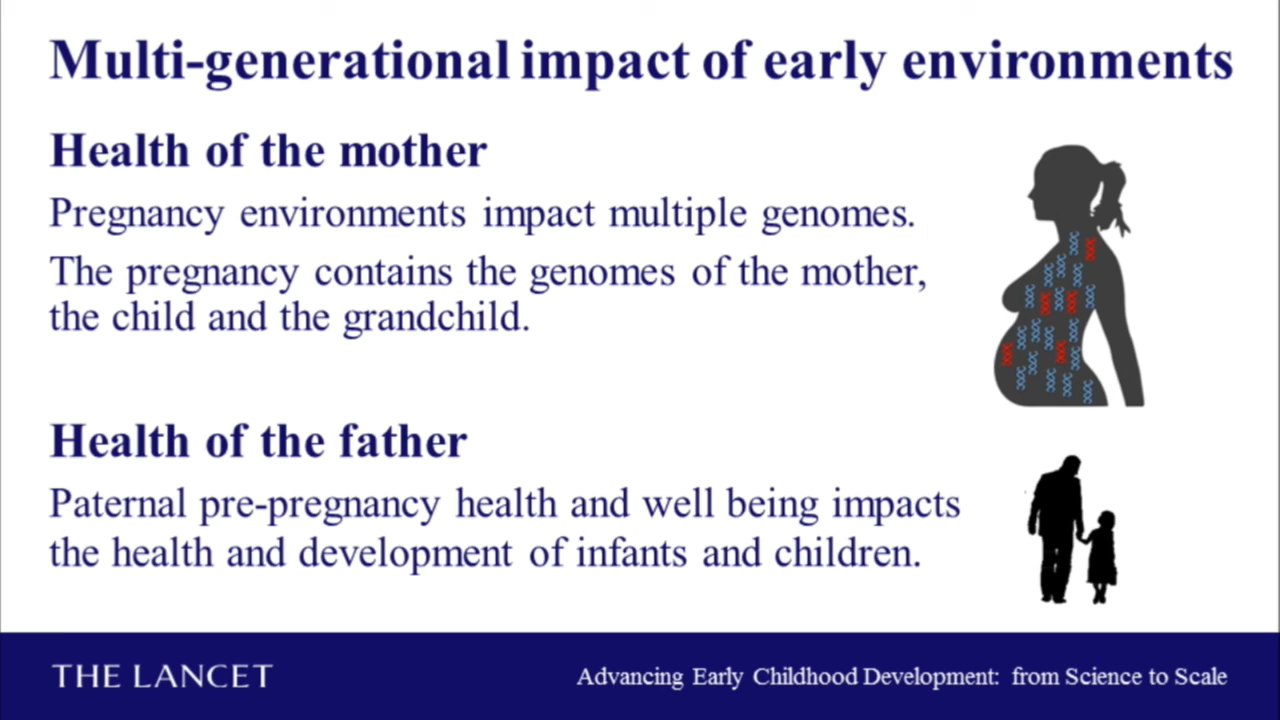 Multi-generational impact of early environments
Health of the mother
Pregnancy environments impact multiple genomes.
The pregnancy contains the genomes of the mother,
the child and the grandchild.
Health of the father
Paternal pre-pregnancy health and well being impacts
the health and development of infants and children.
THE LANCET
Advancing Early Childhood Development: from Science to Scale